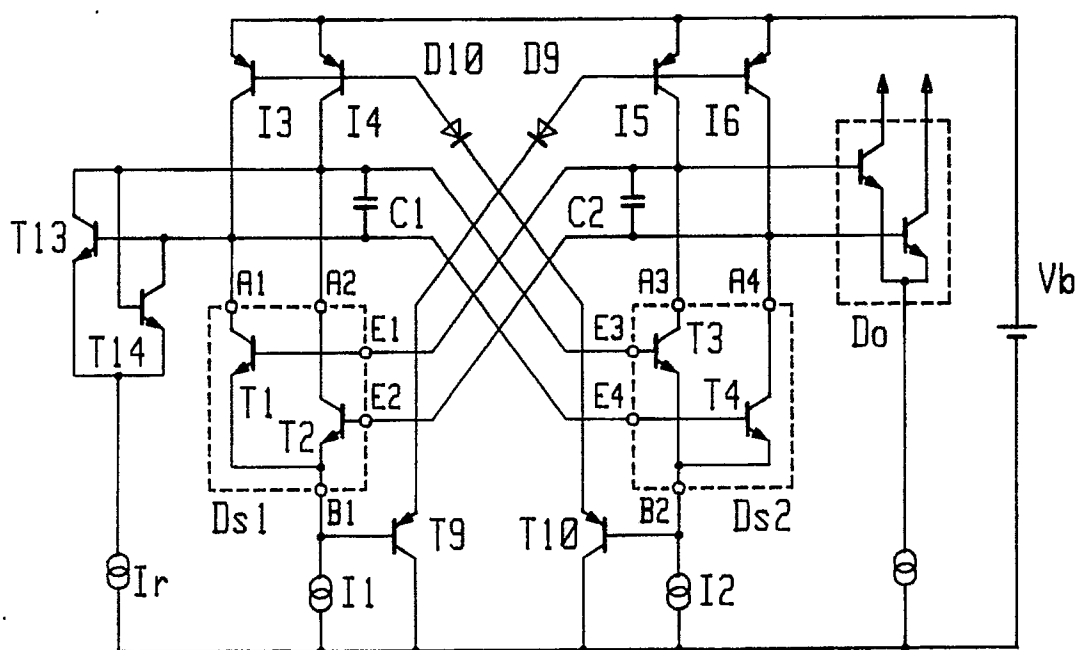 D10 D9
I3 I4 I5 I6
C1 C2
T13
A1 A2 A3 A4
Vb
E1 E3 T3 Do
T14
T1 E2 E4 T4
T2
Ds1 B1 T9 T10 B2 Ds2
Ir I1 I2